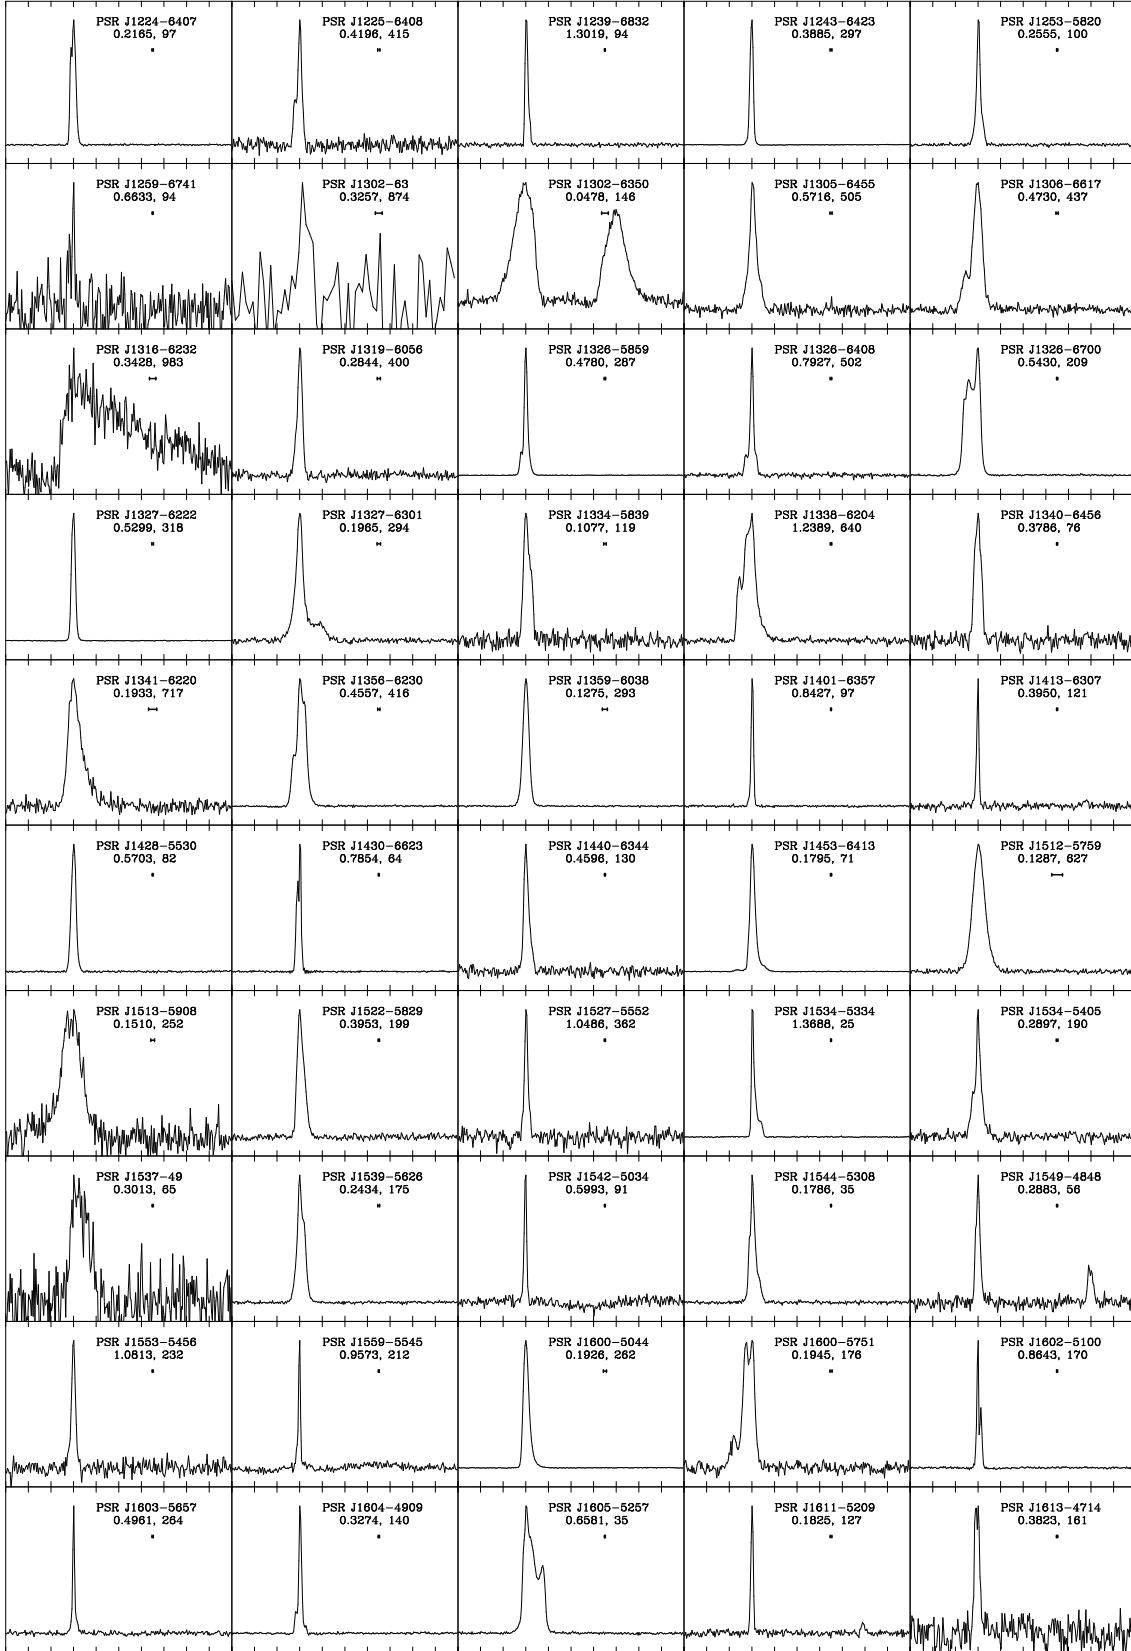 PSR J1224-6407
0.2165, 97
PSR J1225-6408
0.4196, 415
PSR J1239-6832
1.3019, 94
PSR J1243-6423
0.3885, 297
PSR J1253-5820
0.2555, 100
PSR J1259-6741
0.6633, 94
PSR J1302-63
0.3257, 874
PSR J1302-6350
0.0478, 146
PSR J1305-6455
0.5716, 505
PSR J1306-6617
0.4730, 437
PSR J1316-6232
0.3428, 983
PSR J1319-6056
0.2844, 400
PSR J1326-5859
0.4780, 287
PSR J1326-6408
0.7927, 502
PSR J1326-6700
0.5430, 209
PSR J1327-6222
0.5299, 318
PSR J1327-6301
0.1965, 294
PSR J1334-5839
0.1077, 119
PSR J1338-6204
1.2389, 640
PSR J1340-6456
0.3786, 76
PSR J1341-6220
0.1933, 717
PSR J1356-6230
0.4557, 416
PSR J1359-6038
0.1275, 293
PSR J1401-6357
0.8427, 97
PSR J1413-6307
0.3950, 121
PSR J1428-5530
0.5703, 82
PSR J1430-6623
0.7854, 64
PSR J1440-6344
0.4596, 130
PSR J1453-6413
0.1795, 71
PSR J1512-5759
0.1287, 627
PSR J1513-5908
0.1510, 252
PSR J1522-5829
0.3953, 199
PSR J1527-5552
1.0486, 362
PSR J1534-5334
1.3688, 25
PSR J1534-5405
0.2897, 190
PSR J1537-49
0.3013, 65
PSR J1539-5626
0.2434, 175
PSR J1542-5034
0.5993, 91
PSR J1544-5308
0.1786, 35
PSR J1549-4848
0.2883, 56
PSR J1553-5456
1.0813, 232
PSR J1559-5545
0.9573, 212
PSR J1600-5044
0.1926, 262
PSR J1600-5751
0.1945, 176
PSR J1602-5100
0.8643, 170
PSR J1603-5657
0.4961, 264
PSR J1604-4909
0.3274, 140
PSR J1605-5257
0.6581, 35
PSR J1611-5209
0.1825, 127
PSR J1613-4714
0.3823, 161